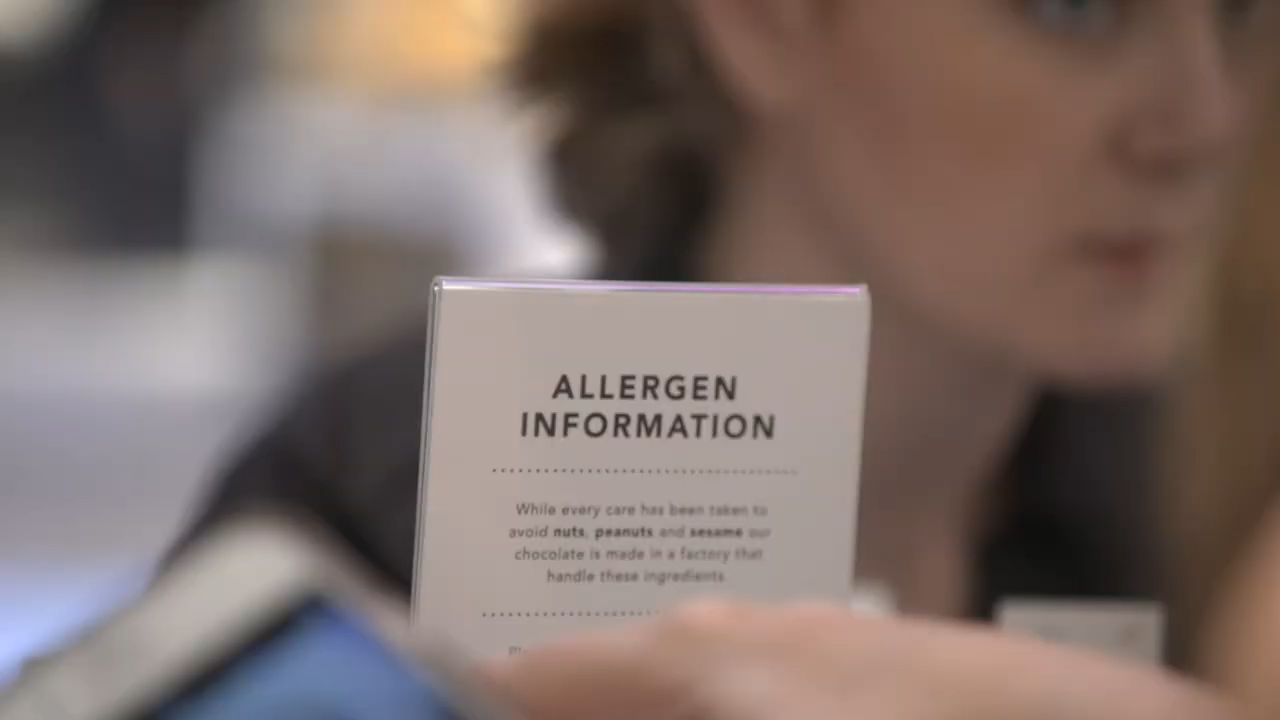 ALLERGEN
INFORMATION
While every care has been taken to
avoid nuts, peanuts and sesame our
chocolate is made in a factory that
handle these ingredients.